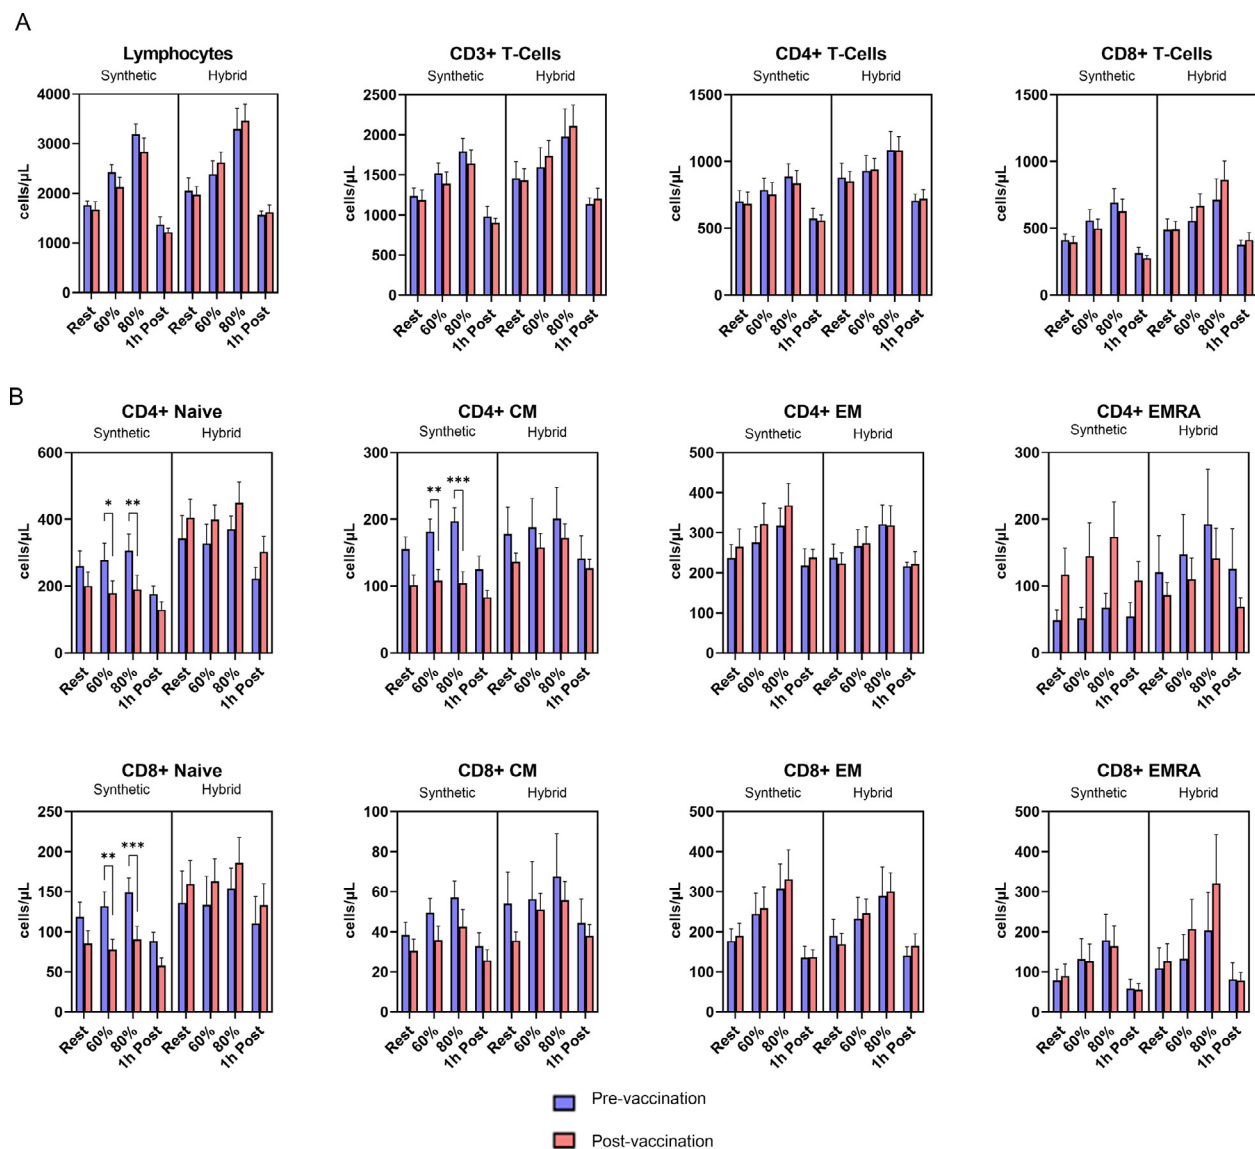 A
Lymphocytes CD3+ T-Cells CD4+ T-Cells CD8+ T-Cells
Synthetic Hybrid Synthetic Hybrid Synthetic Hybrid Synthetic Hybrid
cells/µL cells/µL cells/µL cells/µL
4000 3000 2000 1000 0
2500 2000 1500 1000 500 0
1500 1000 500 0
1500 1000 500 0
Rest 60% 80% 1h Post Rest 60% 80% 1h Post
Rest 60% 80% 1h Post Rest 60% 80% 1h Post
Rest 60% 80% 1h Post Rest 60% 80% 1h Post
Rest 60% 80% 1h Post Rest 60% 80% 1h Post
B
CD4+ Naive CD4+ CM CD4+ EM CD4+ EMRA
Synthetic Hybrid Synthetic Hybrid Synthetic Hybrid Synthetic Hybrid
cells/µL cells/µL cells/µL cells/µL
600 400 200 0
300 200 100 0
500 400 300 200 100 0
300 200 100 0
* ** ** ***
Rest 60% 80% 1h Post Rest 60% 80% 1h Post
Rest 60% 80% 1h Post Rest 60% 80% 1h Post
Rest 60% 80% 1h Post Rest 60% 80% 1h Post
Rest 60% 80% 1h Post Rest 60% 80% 1h Post
CD8+ Naive CD8+ CM CD8+ EM CD8+ EMRA
Synthetic Hybrid Synthetic Hybrid Synthetic Hybrid Synthetic Hybrid
cells/µL cells/µL cells/µL cells/µL
250 200 150 100 50 0
100 80 60 40 20 0
500 400 300 200 100 0
500 400 300 200 100 0
** ***
Rest 60% 80% 1h Post Rest 60% 80% 1h Post
Rest 60% 80% 1h Post Rest 60% 80% 1h Post
Rest 60% 80% 1h Post Rest 60% 80% 1h Post
Rest 60% 80% 1h Post Rest 60% 80% 1h Post
Pre-vaccination
Post-vaccination